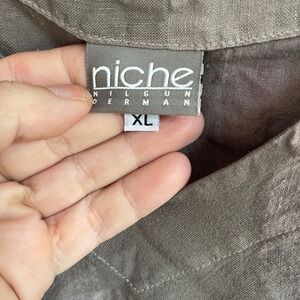 niche
NILGUN
DERMAN
XL